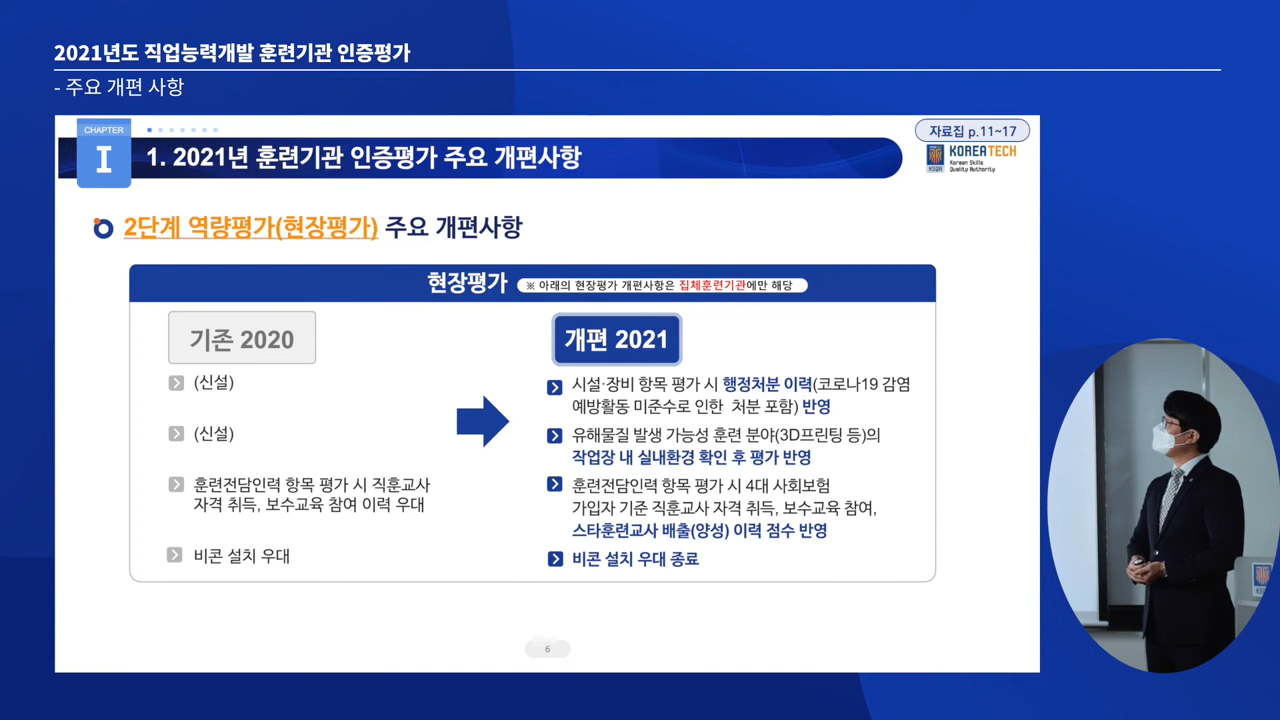 2021년도 직업능력개발 훈련기관 인증평가
- 주요 개편 사항
CHAPTER
I
1. 2021년 훈련기관 인증평가 주요 개편사항
자료집 p.11~17
KSQA
KOREATECH
Korean Skills
Quality Authority
2단계 역량평가(현장평가) 주요 개편사항
현장평가 ※ 아래의 현장평가 개편사항은 집체훈련기관에만 해당
기존 2020
(신설)
(신설)
훈련전담인력 항목 평가 시 직훈교사
자격 취득, 보수교육 참여 이력 우대
비콘 설치 우대
개편 2021
시설·장비 항목 평가 시 행정처분 이력(코로나19 감염
예방활동 미준수로 인한 처분 포함) 반영
유해물질 발생 가능성 훈련 분야(3D프린팅 등)의
작업장 내 실내환경 확인 후 평가 반영
훈련전담인력 항목 평가 시 4대 사회보험
가입자 기준 직훈교사 자격 취득, 보수교육 참여,
스타훈련교사 배출(양성) 이력 점수 반영
비콘 설치 우대 종료
6